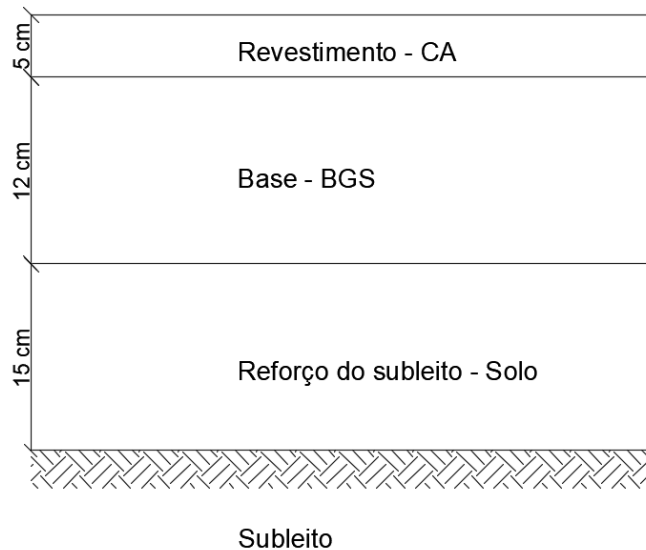 5 cm
Revestimento - CA
12 cm
Base - BGS
15 cm
Reforço do subleito - Solo
Subleito